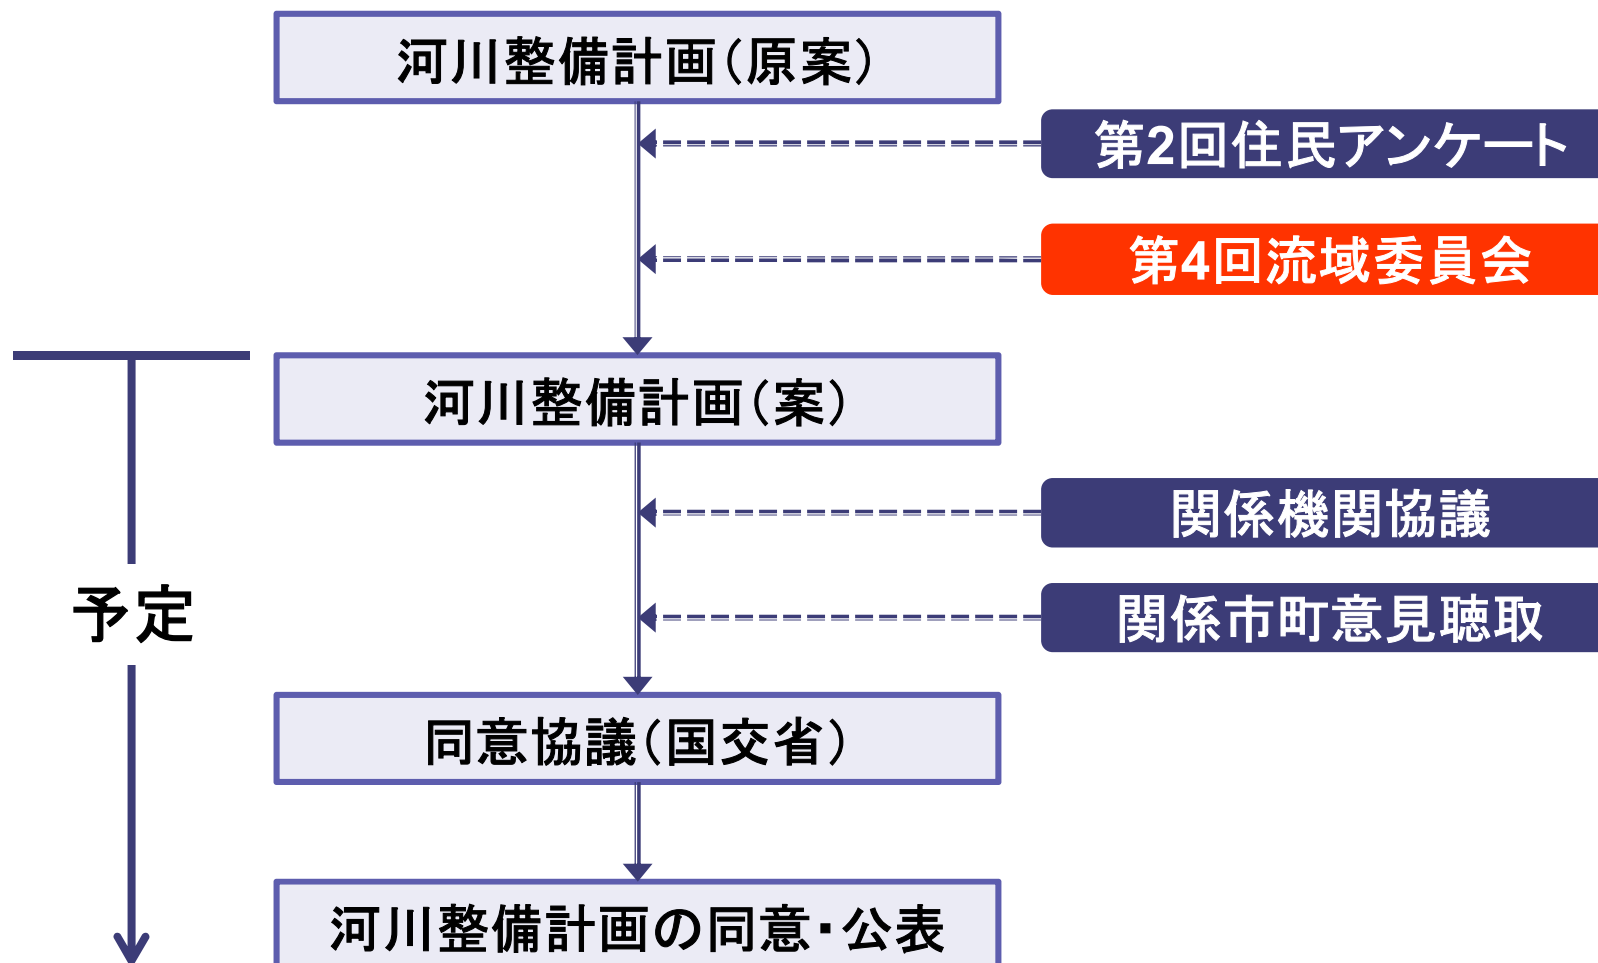 河川整備計画（原案）
第2回住民アンケート
第4回流域委員会
河川整備計画（案）
関係機関協議
予定
関係市町意見聴取
同意協議（国交省）
河川整備計画の同意・公表